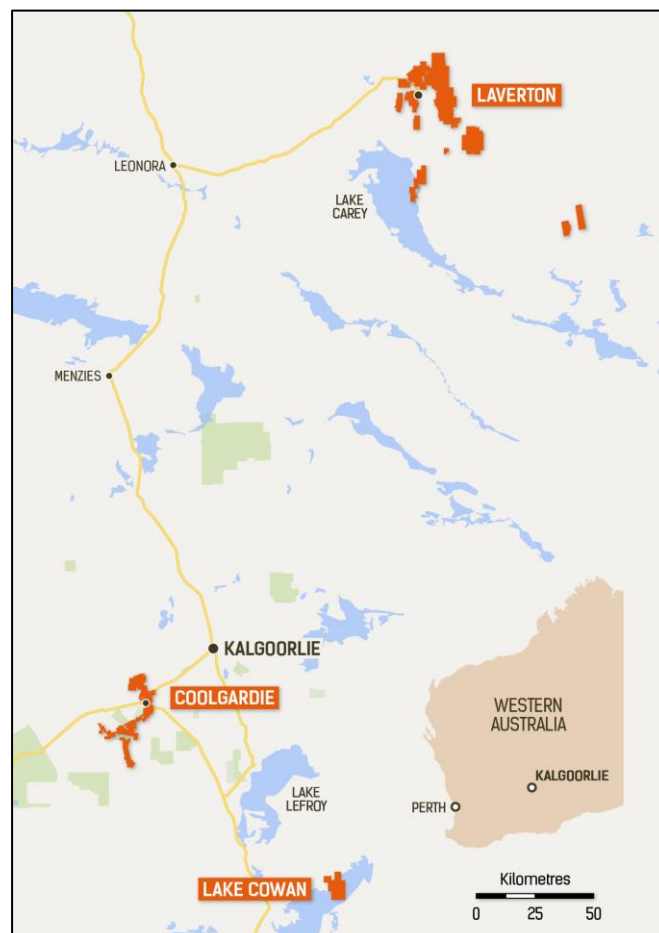 LAVERTON
LEONORA
LAKE
CAREY
MENZIES
KALGOORLIE
COOLGARDIE
WESTERN
AUSTRALIA
KALGOORLIE
PERTH
LAKE
LEFROY
LAKE COWAN
Kilometres
0 25 50